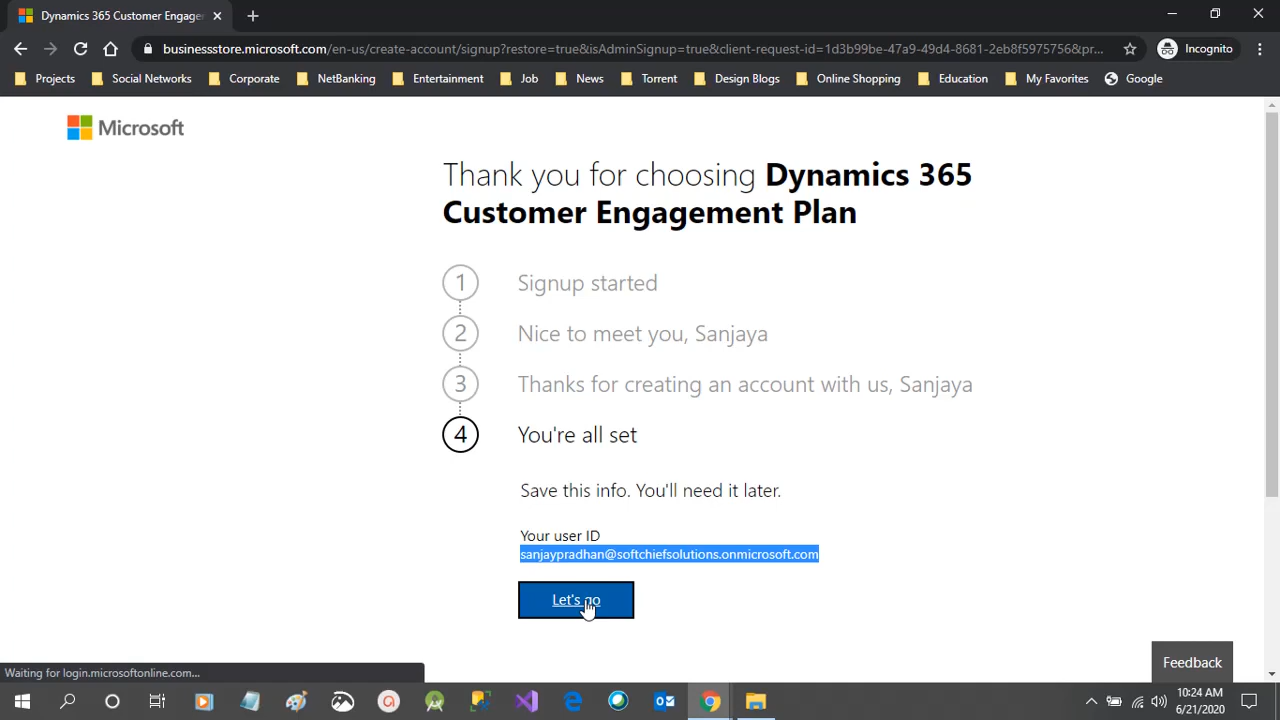 Dynamics 365 Customer Engager
businessstore.microsoft.com/en-us/create-account/signup?restore=true&isAdminSignup=true&client-request-id=1d3b99be-47a9-49d4-8681-2eb8f5975756&pr...
Incognito
Projects Social Networks Corporate NetBanking Entertainment Job News Torrent Design Blogs Online Shopping Education My Favorites Google
Microsoft
Thank you for choosing Dynamics 365
Customer Engagement Plan
1 Signup started
2 Nice to meet you, Sanjaya
3 Thanks for creating an account with us, Sanjaya
4 You're all set
Save this info. You'll need it later.
Your user ID
sanjaypradhan@softchiefsolutions.onmicrosoft.com
Let's go
Feedback
Waiting for login.microsoftonline.com...
10:24 AM
6/21/2020